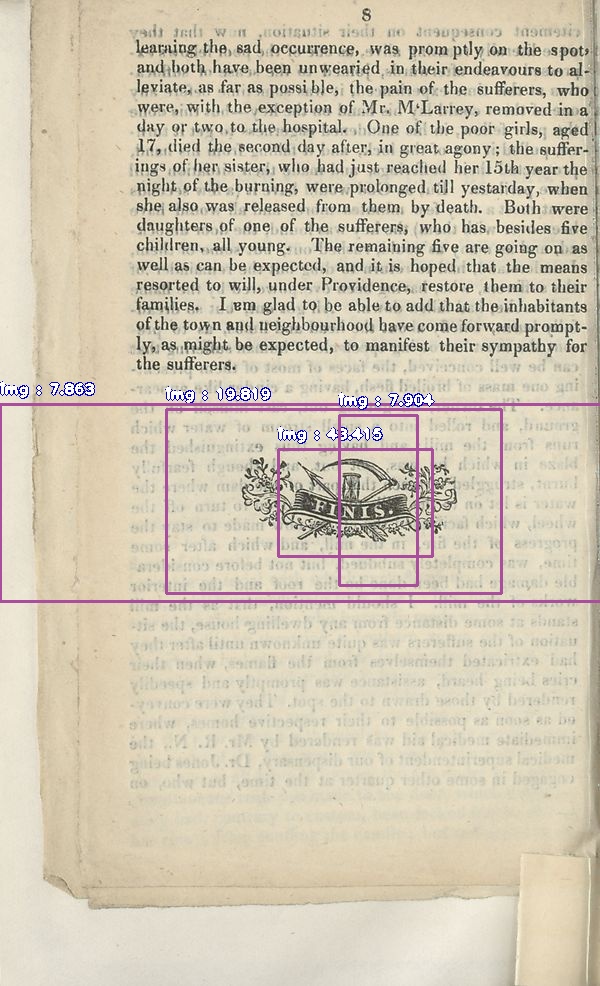 8
learning the sad occurrence, was prom ptly on the spot,
and both have been unwearied in their endeavours to al-
leviate, as far as possible, the pain of the sufferers, who
were, with the exception of Mr. M‘Larrey, removed in a
day or two to the hospital. One of the poor girls, aged
17, died the second day after, in great agony; the suffer-
ings of her sister, who had just reached her 15th year the
night of the burning, were prolonged till yestarday, when
she also was released from them by death. Both were
daughters of one of the sufferers, who has besides five
children, all young. The remaining five are going on as
well as can be expected, and it is hoped that the means
resorted to will, under Providence, restore them to their
families. I am glad to be able to add that the inhabitants
of the town and neighbourhood have come forward prompt-
ly, as might be expected, to manifest their sympathy for
the sufferers.
img : 7.863
img : 19.819
img : 7.904
img : 43.415
FINIS.